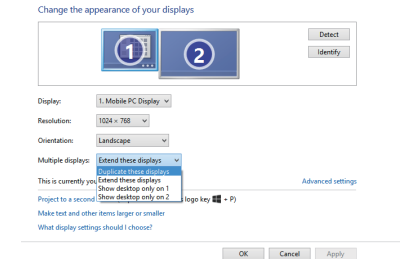 Change the appearance of your displays
1
2
Detect
Identify
Display: 1. Mobile PC Display
Resolution: 1024 × 768
Orientation: Landscape
Multiple displays: Extend these displays
Duplicate these displays
This is currently you
Extend these displays
Advanced settings
Show desktop only on 1
Project to a second
s logo key + P)
Show desktop only on 2
Make text and other items larger or smaller
What display settings should I choose?
OK Cancel Apply